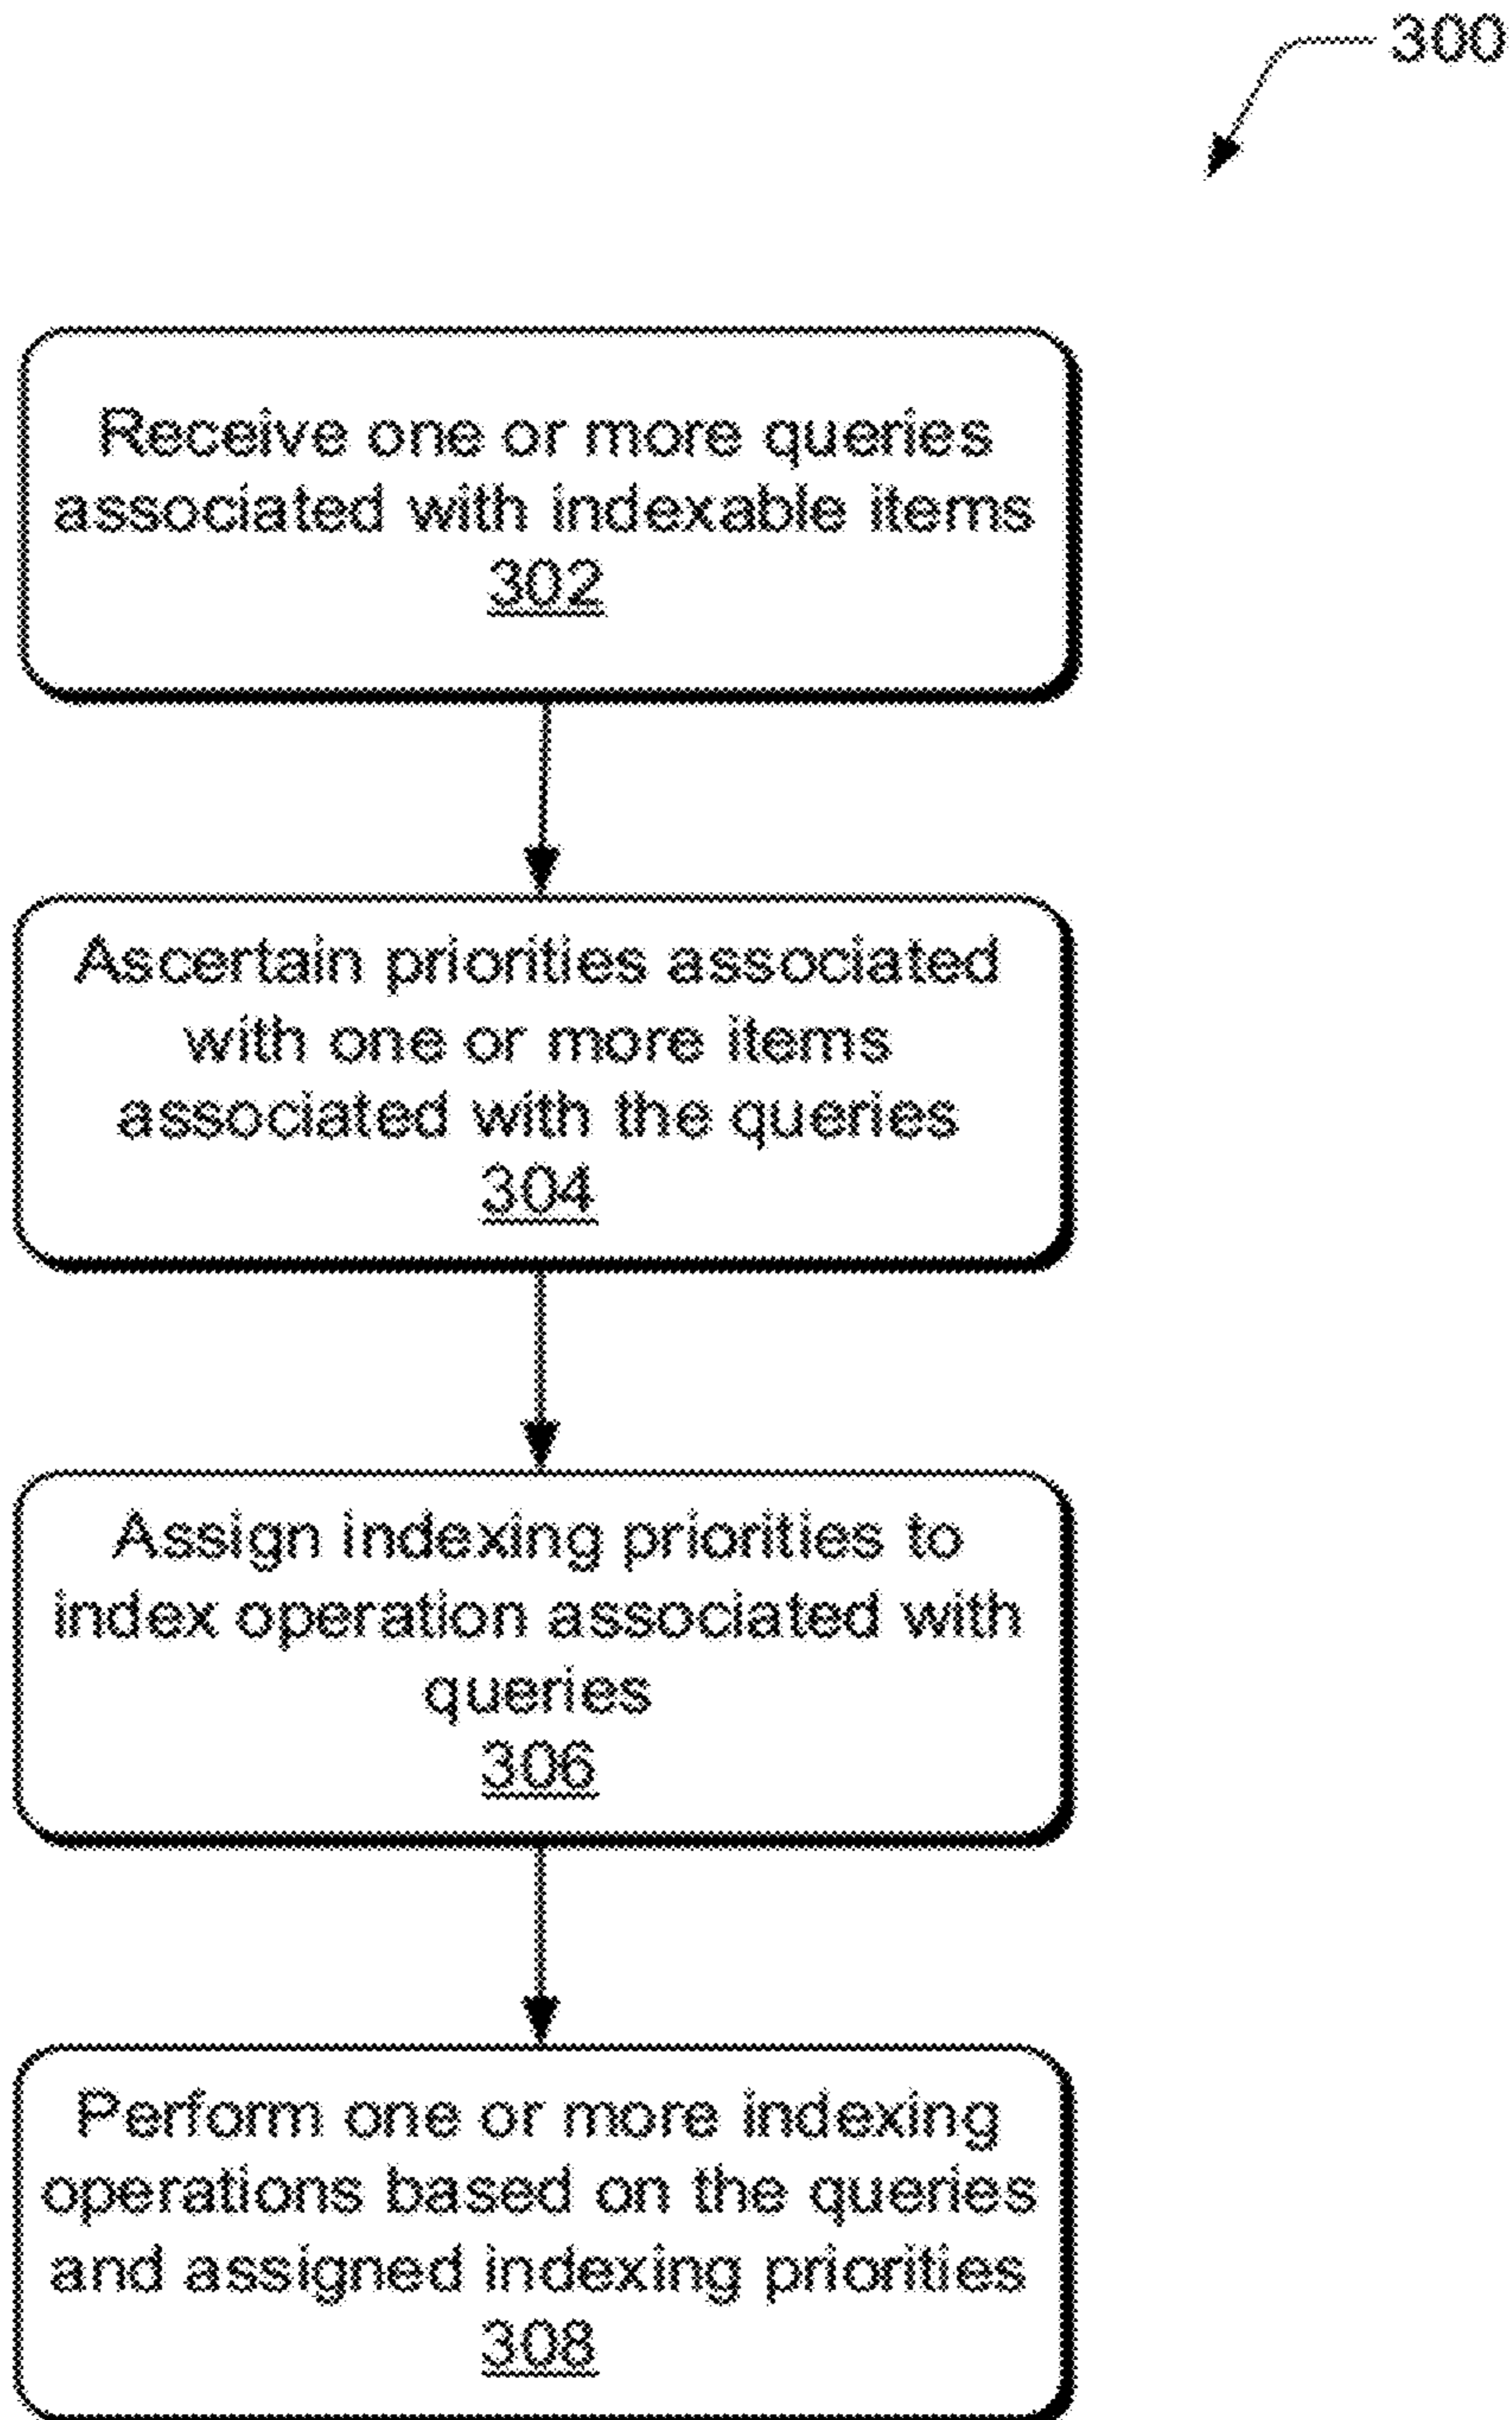 300
Receive one or more queries
associated with indexable items
302
Ascertain priorities associated
with one or more items
associated with the queries
304
Assign indexing priorities to
index operation associated with
queries
306
Perform one or more indexing
operations based on the queries
and assigned indexing priorities
308